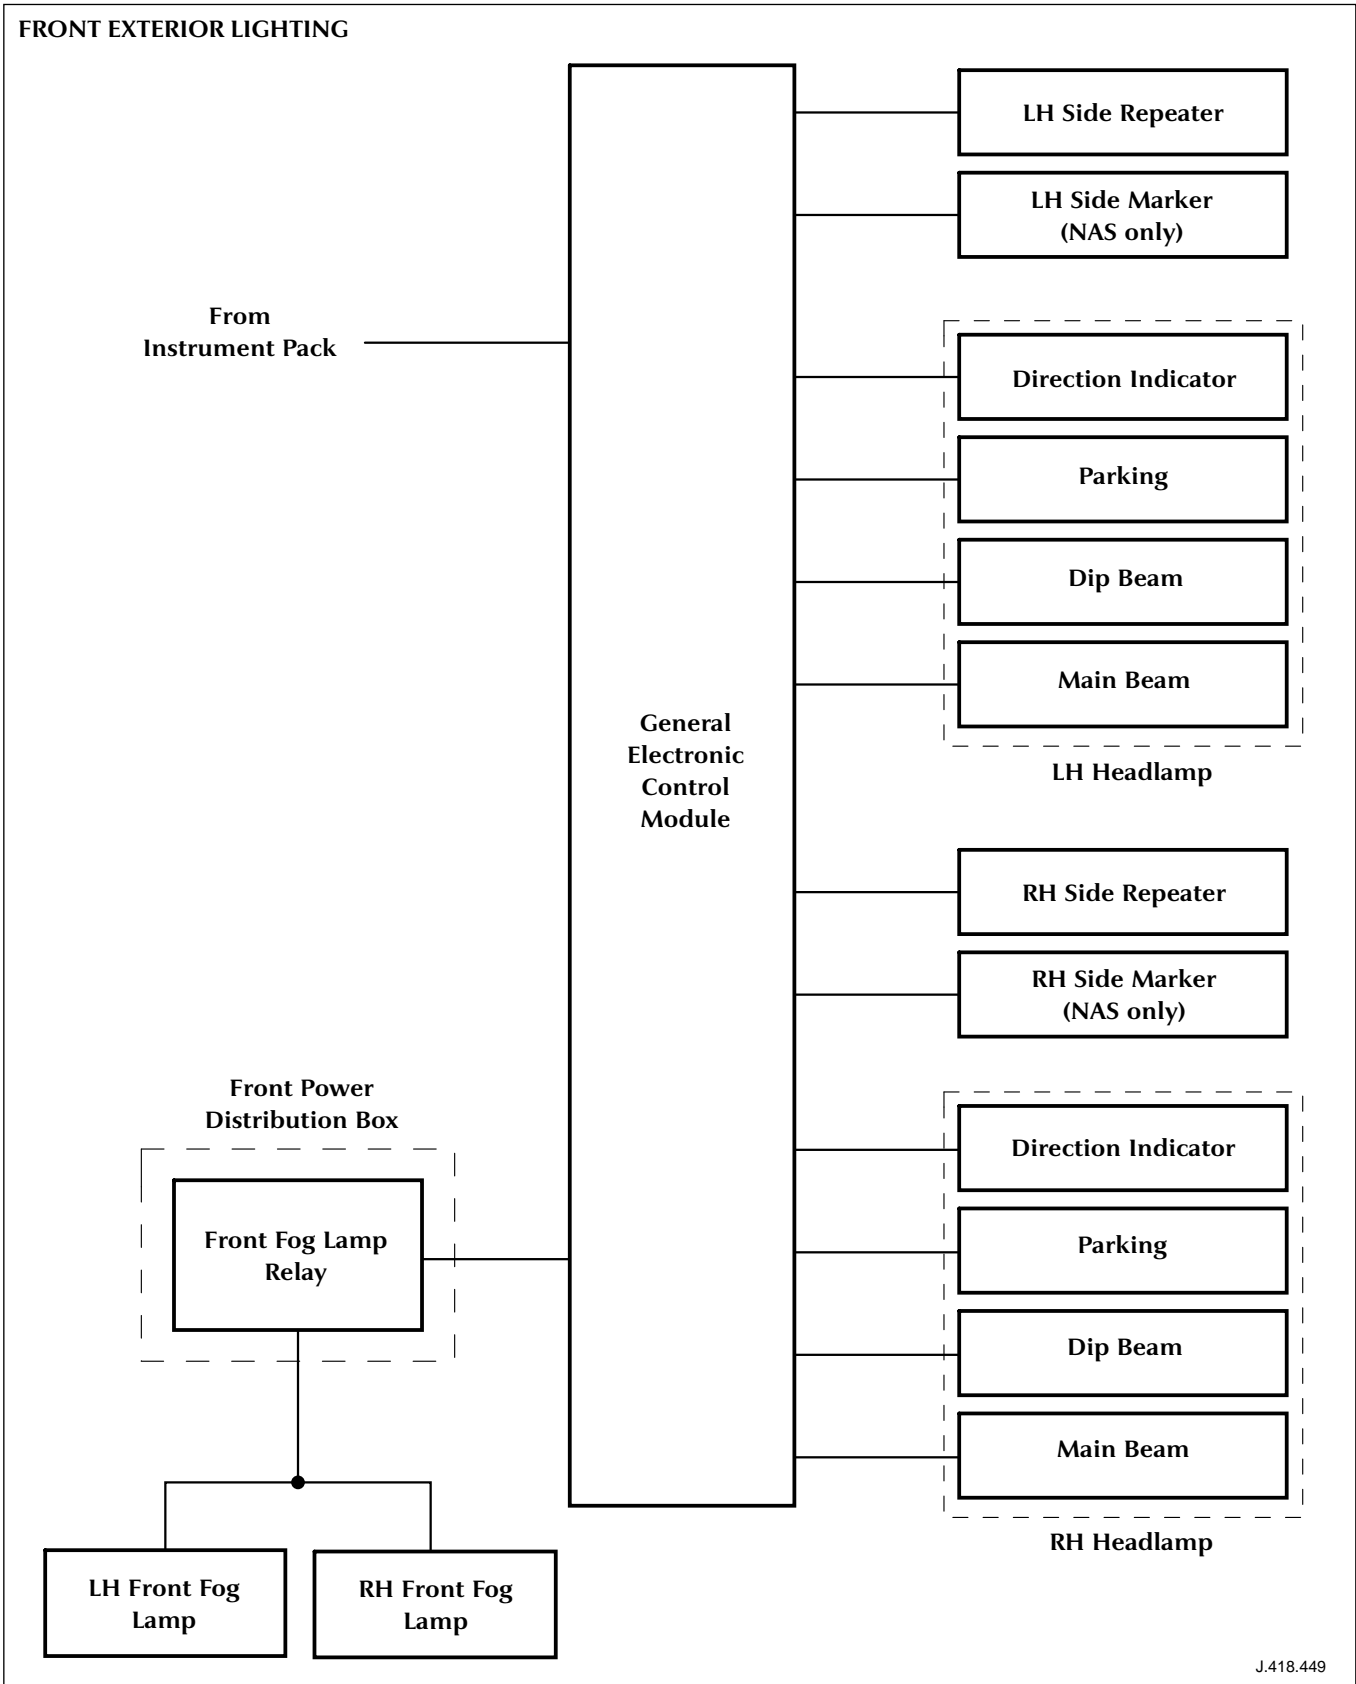 FRONT EXTERIOR LIGHTING
LH Side Repeater
LH Side Marker
(NAS only)
From
Instrument Pack
Direction Indicator
Parking
Dip Beam
Main Beam
LH Headlamp
General
Electronic
Control
Module
RH Side Repeater
RH Side Marker
(NAS only)
Front Power
Distribution Box
Front Fog Lamp
Relay
Direction Indicator
Parking
Dip Beam
Main Beam
RH Headlamp
LH Front Fog
Lamp
RH Front Fog
Lamp
J.418.449